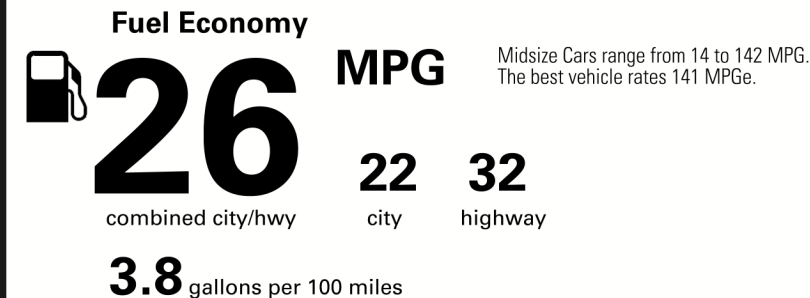 Fuel Economy
26 MPG
Midsize Cars range from 14 to 142 MPG.
The best vehicle rates 141 MPGe.
22 32
combined city/hwy city highway
3.8 gallons per 100 miles